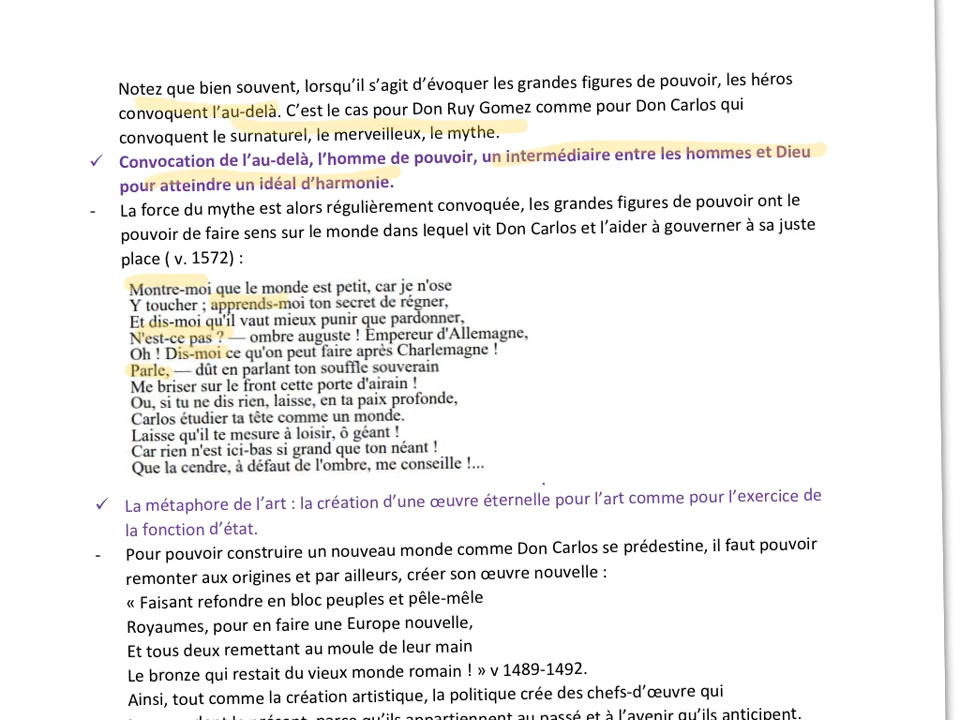 Notez que bien souvent, lorsqu'il s'agit d'évoquer les grandes figures de pouvoir, les héros
convoquent l'au-delà. C'est le cas pour Don Ruy Gomez comme pour Don Carlos qui
convoquent le surnaturel, le merveilleux, le mythe.
✓ Convocation de l'au-delà, l'homme de pouvoir, un intermédiaire entre les hommes et Dieu
pour atteindre un idéal d'harmonie.
- La force du mythe est alors régulièrement convoquée, les grandes figures de pouvoir ont le
pouvoir de faire sens sur le monde dans lequel vit Don Carlos et l'aider à gouverner à sa juste
place ( v. 1572) :
Montre-moi que le monde est petit, car je n'ose
Y toucher ; apprends-moi ton secret de régner,
Et dis-moi qu'il vaut mieux punir que pardonner,
N'est-ce pas ? — ombre auguste ! Empereur d'Allemagne,
Oh ! Dis-moi ce qu'on peut faire après Charlemagne !
Parle, — dût en parlant ton souffle souverain
Me briser sur le front cette porte d'airain !
Ou, si tu ne dis rien, laisse, en ta paix profonde,
Carlos étudier ta tête comme un monde.
Laisse qu'il te mesure à loisir, ô géant !
Car rien n'est ici-bas si grand que ton néant !
Que la cendre, à défaut de l'ombre, me conseille !...
✓ La métaphore de l'art : la création d'une œuvre éternelle pour l'art comme pour l'exercice de
la fonction d'état.
- Pour pouvoir construire un nouveau monde comme Don Carlos se prédestine, il faut pouvoir
remonter aux origines et par ailleurs, créer son œuvre nouvelle :
« Faisant refondre en bloc peuples et pêle-mêle
Royaumes, pour en faire une Europe nouvelle,
Et tous deux remettant au moule de leur main
Le bronze qui restait du vieux monde romain ! » v 1489-1492.
Ainsi, tout comme la création artistique, la politique crée des chefs-d'œuvre qui
le présent, parce qu'ils appartiennent au passé et à l'avenir qu'ils anticipent.